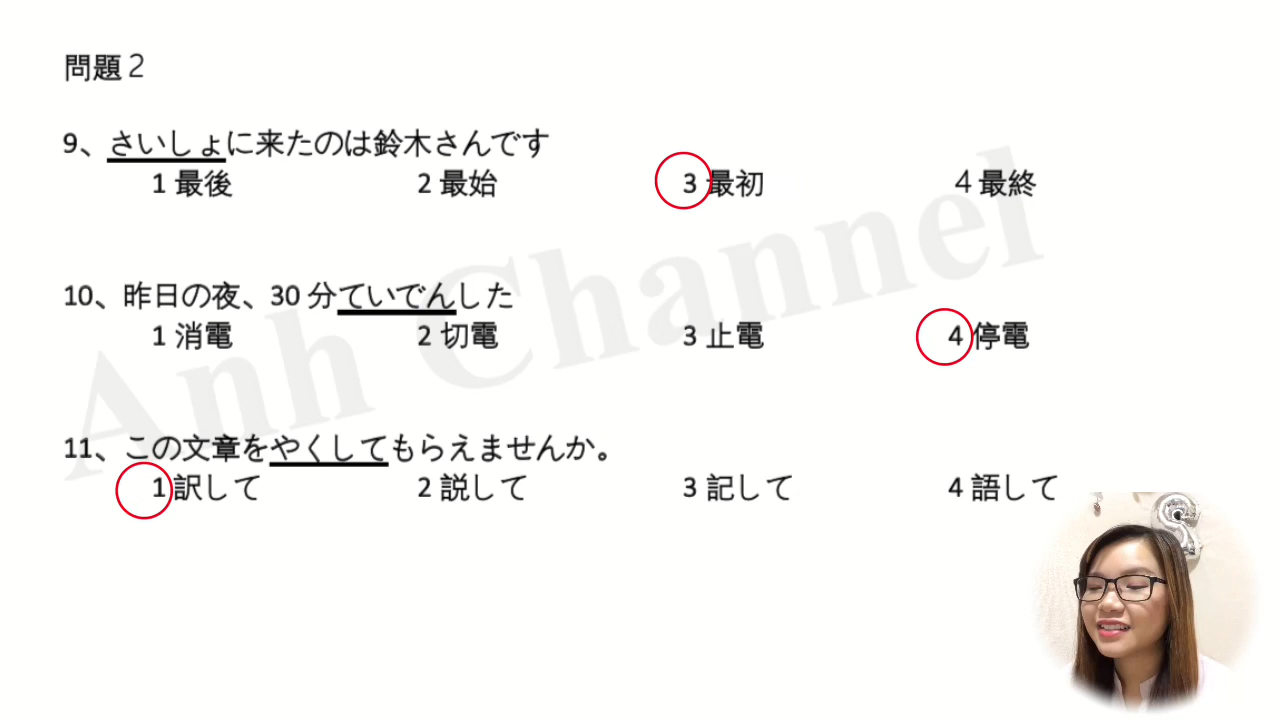 問題２
9、さいしょに来たのは鈴木さんです
1 最後 2 最始 3 最初 ４最終
10、昨日の夜、30 分ていでんした
1 消電 2 切電 3 止電 4 停電
11、この文章をやくしてもらえませんか。
1 訳して 2 説して 3 記して 4 語して
Anh Channel